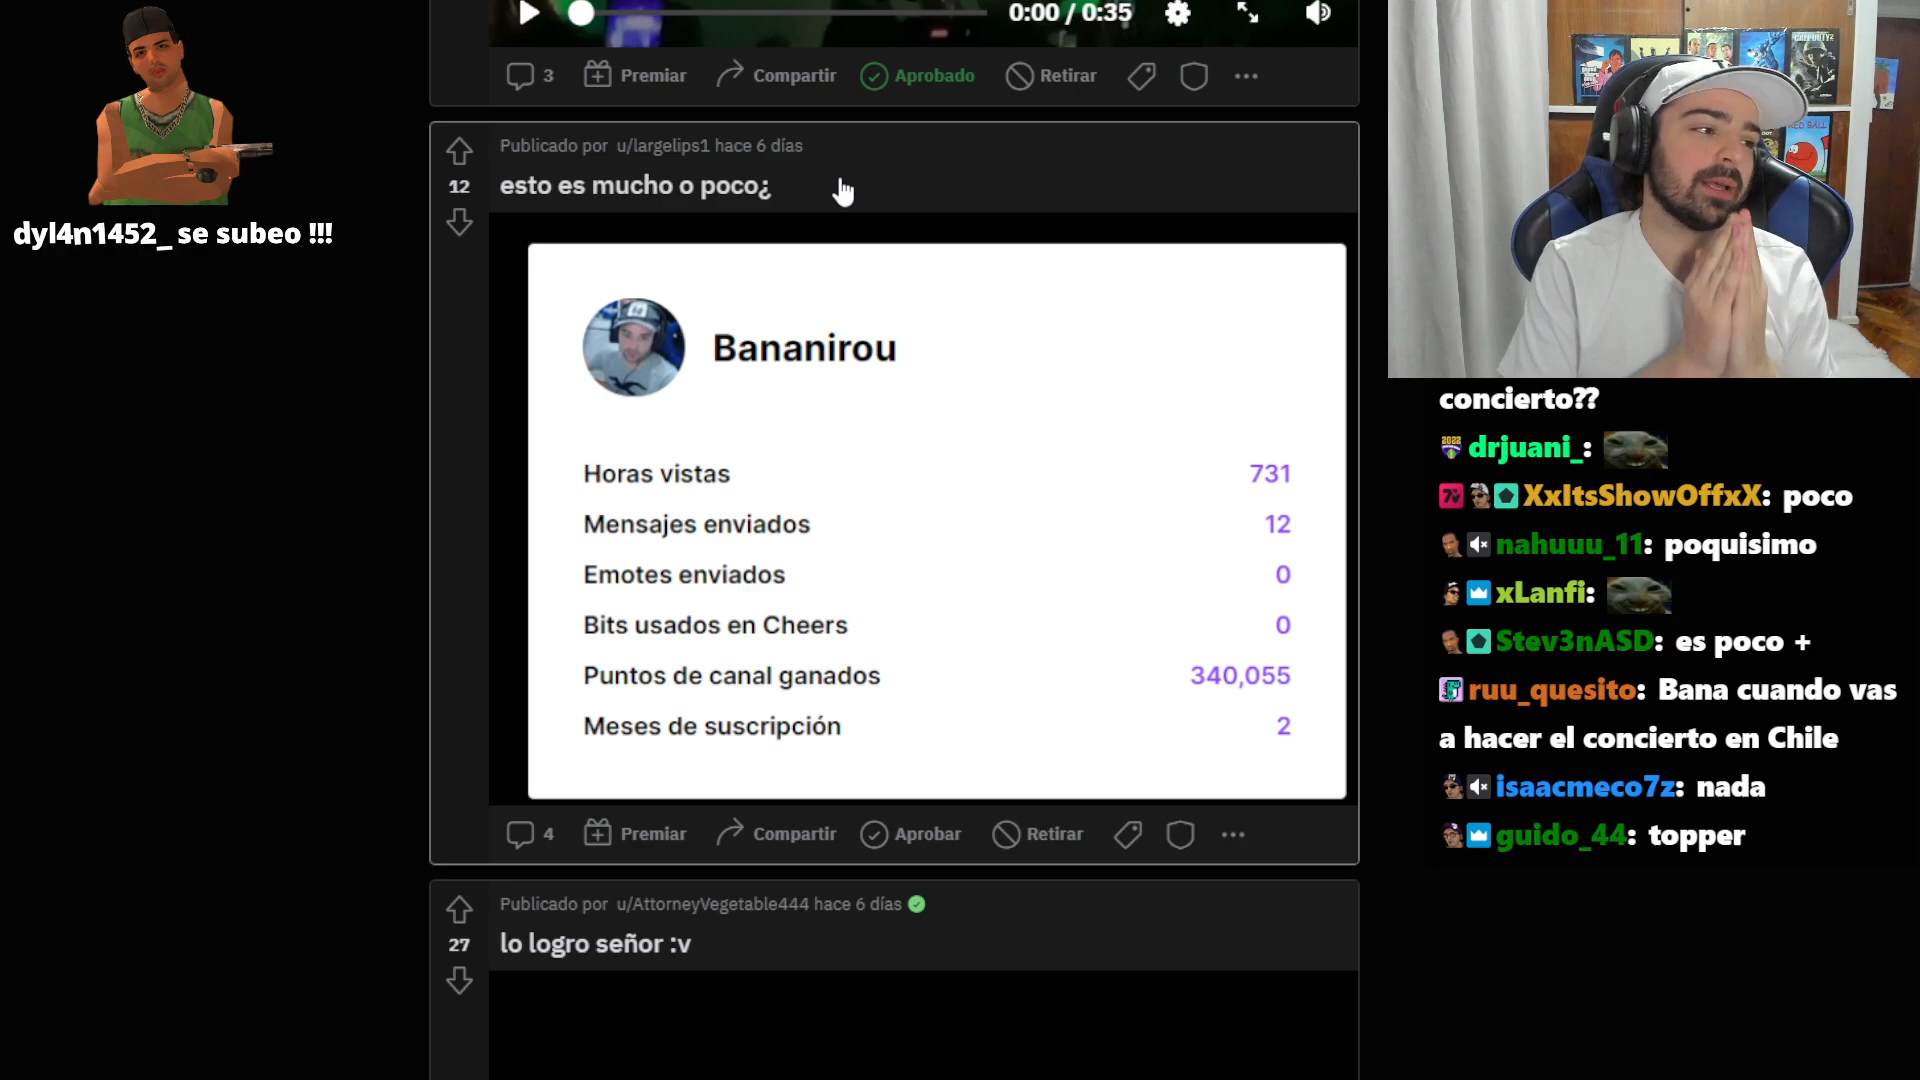 dyl4n1452_ se subeo !!!
0:00 / 0:35
3 Premiar Compartir Aprobado Retirar
Publicado por u/largelips1 hace 6 días
12
esto es mucho o poco¿
Bananirou
Horas vistas 731
Mensajes enviados 12
Emotes enviados 0
Bits usados en Cheers 0
Puntos de canal ganados 340,055
Meses de suscripción 2
4 Premiar Compartir Aprobar Retirar
Publicado por u/AttorneyVegetable444 hace 6 días
27
lo logro señor :v
RED BALL
concierto??
2022 drjuani_:
XxItsShowOffxX: poco
nahuuu_11: poquisimo
xLanfi:
Stev3nASD: es poco +
ruu_quesito: Bana cuando vas
a hacer el concierto en Chile
isaacmeco7z: nada
guido_44: topper